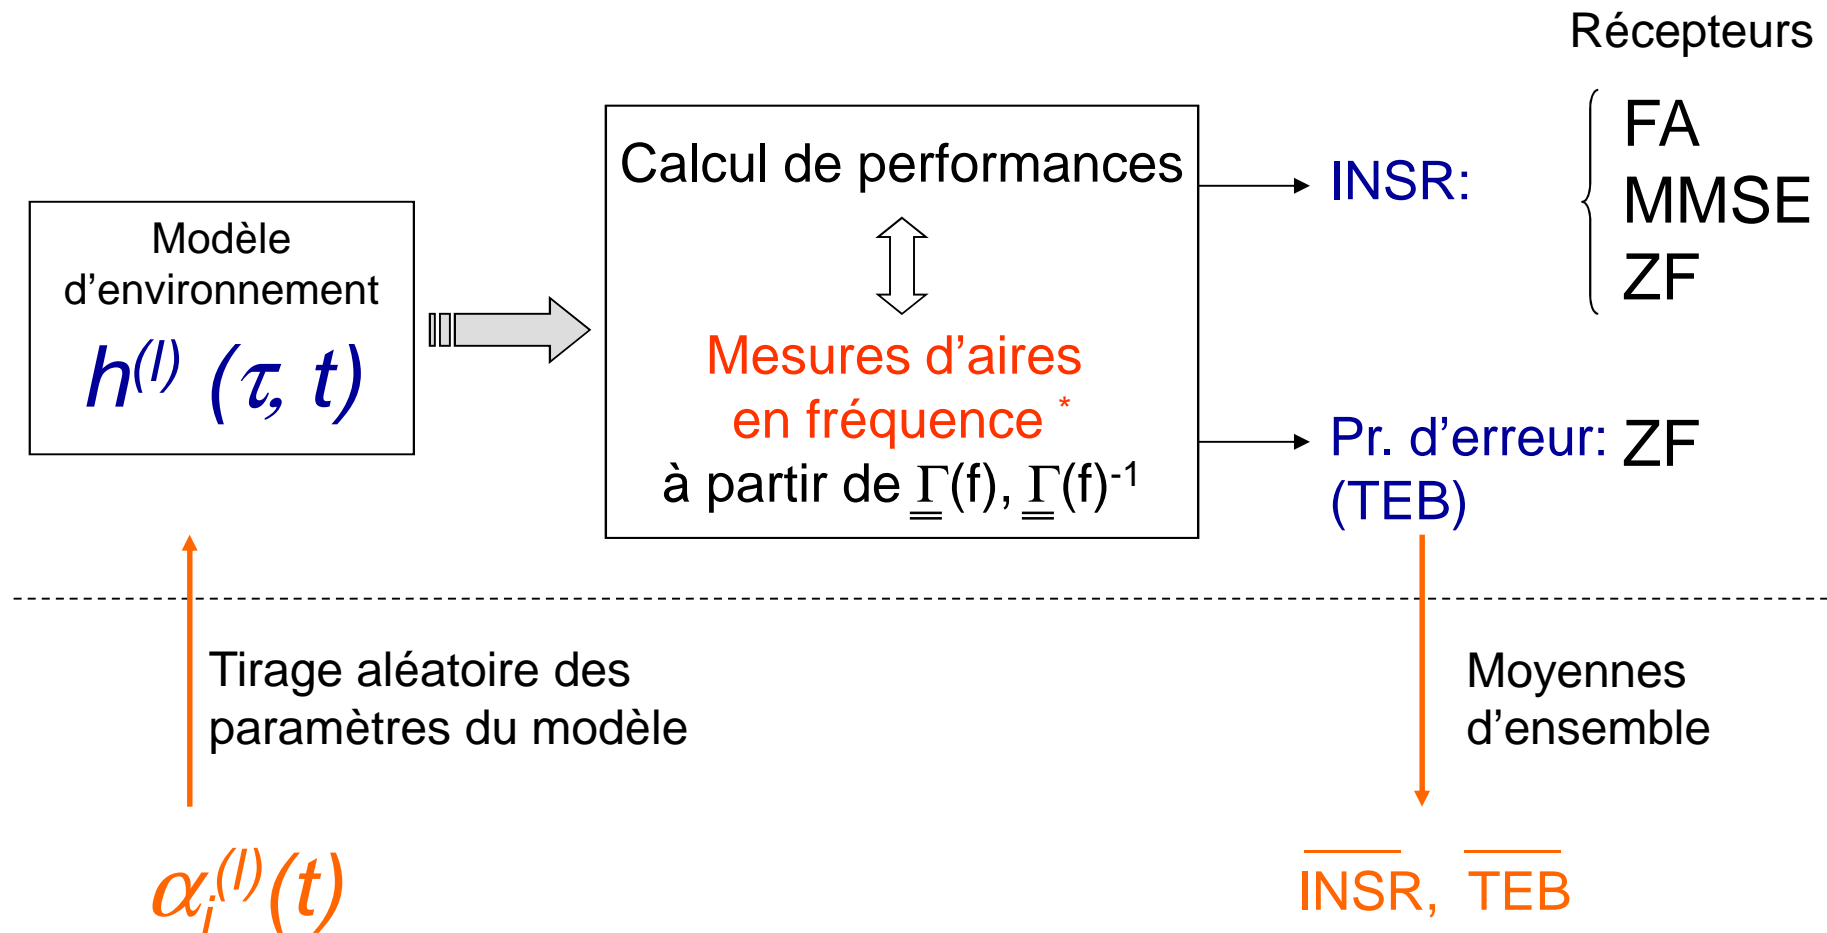 Récepteurs
Modèle
d’environnement
h(l) (τ, t)
Calcul de performances
Mesures d’aires
en fréquence *
à partir de Γ(f), Γ(f)-1
INSR:
FA
MMSE
ZF
Pr. d’erreur: ZF
(TEB)
Tirage aléatoire des
paramètres du modèle
Moyennes
d’ensemble
αi(l)(t)
INSR, TEB